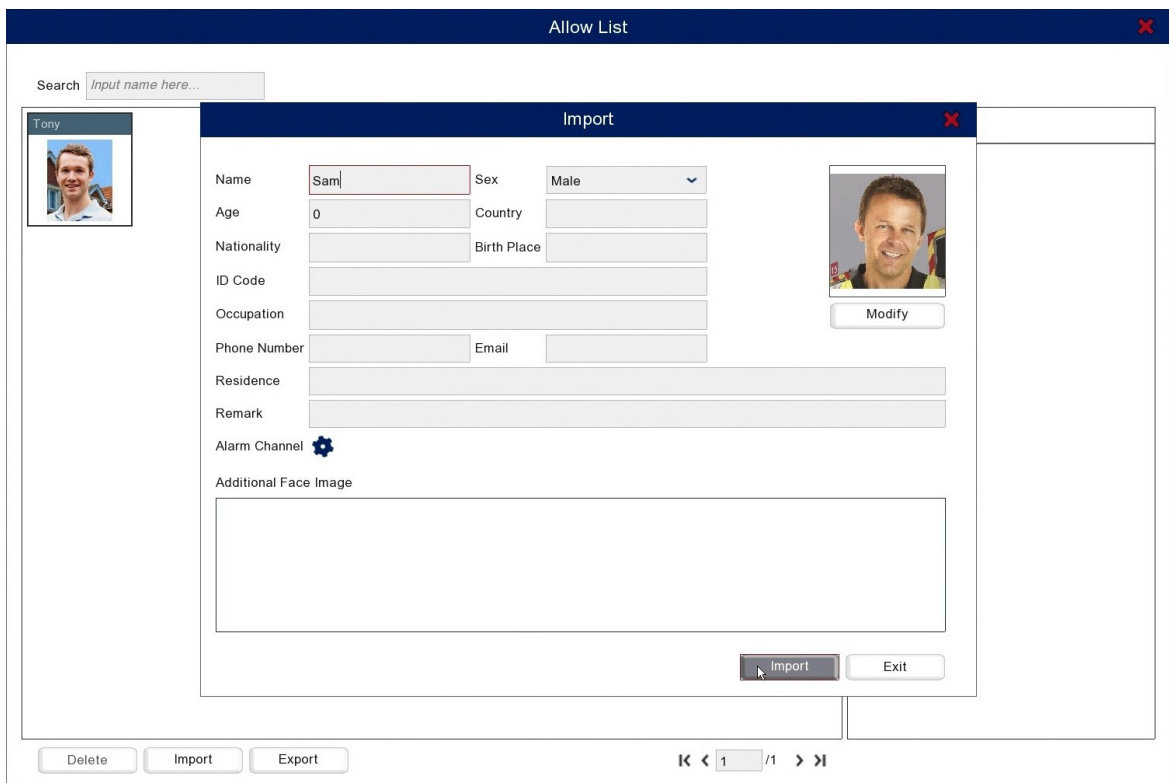 Allow List
Search Input name here...
Tony
Import
Name Sam Sex Male
Age 0 Country
Nationality Birth Place
ID Code
Occupation
Modify
Phone Number Email
Residence
Remark
Alarm Channel
Additional Face Image
Import Exit
Delete Import Export 1 /1